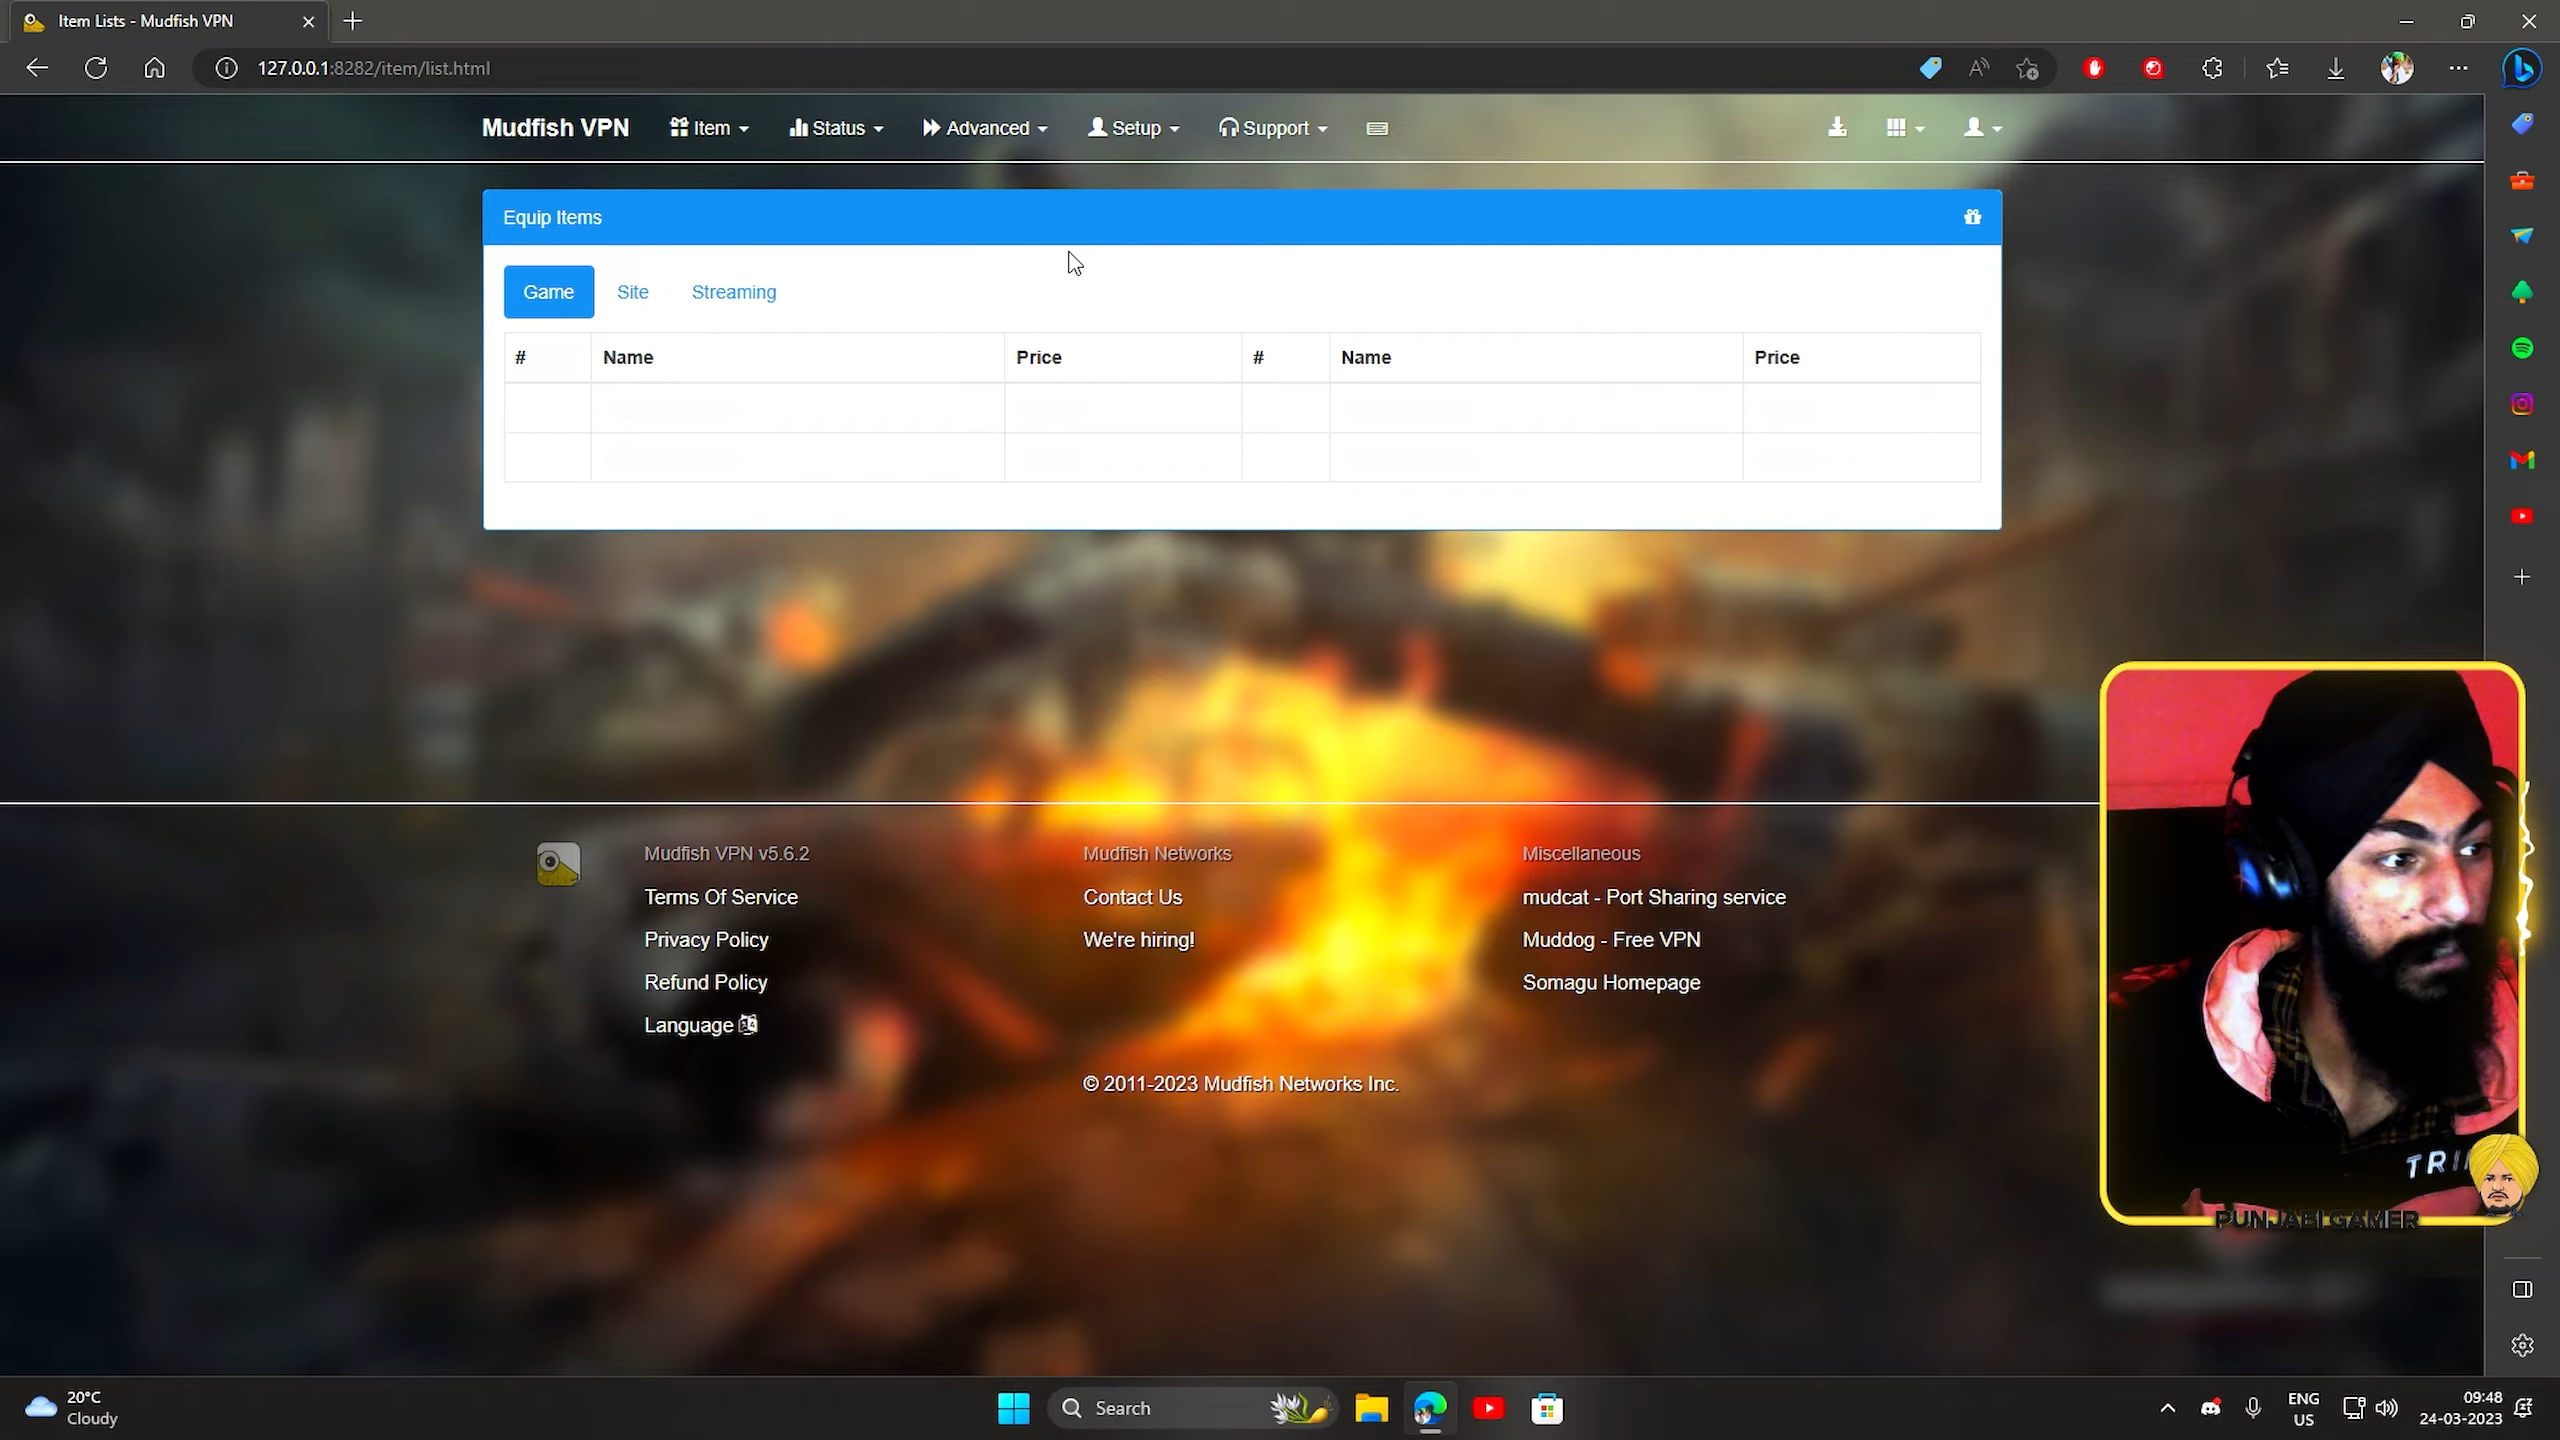 Item Lists - Mudfish VPN
127.0.0.1:8282/item/list.html
Mudfish VPN Item Status Advanced Setup Support
Equip Items
Game Site Streaming
# Name Price # Name Price
Mudfish VPN v5.6.2 Mudfish Networks Miscellaneous
Terms Of Service Contact Us mudcat - Port Sharing service
Privacy Policy We're hiring! Muddog - Free VPN
Refund Policy Somagu Homepage
Language
© 2011-2023 Mudfish Networks Inc.
PUNJABI GAMER
20°C
Cloudy
Search
ENG
US
09:48
24-03-2023